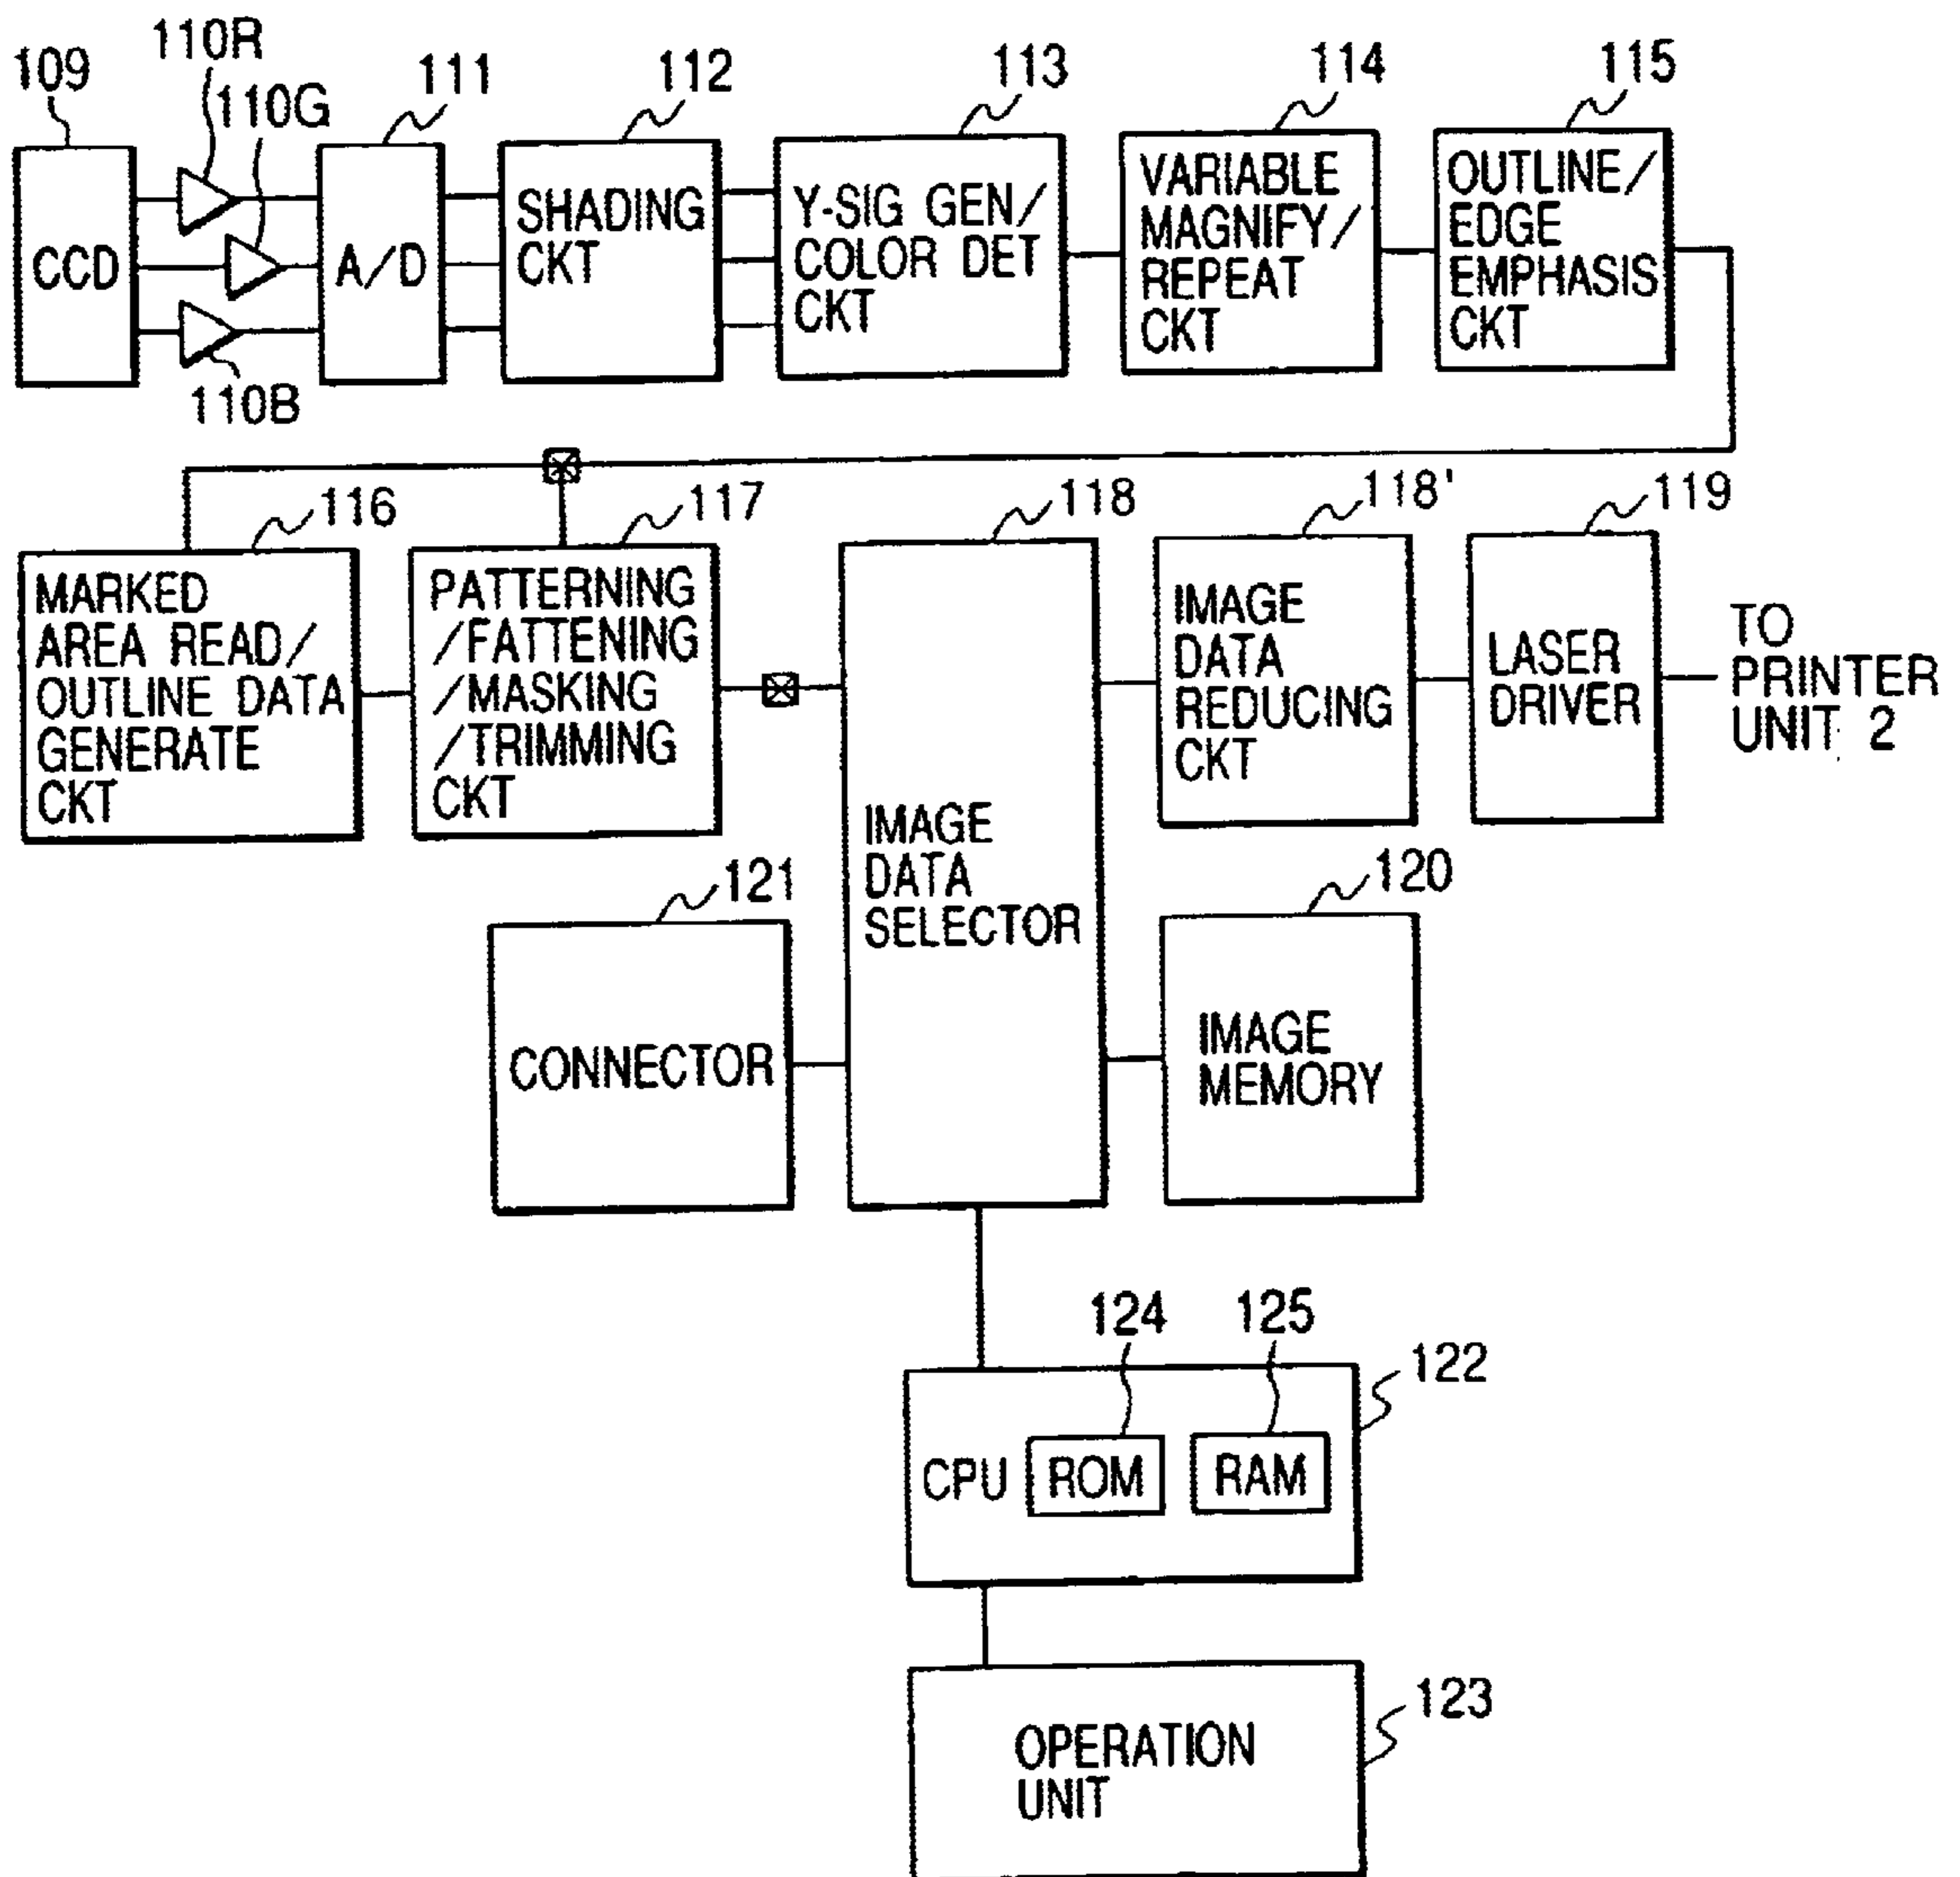 109
110R
110G
111
112
113
114
115
CCD
A/D
SHADING
CKT
Y-SIG GEN/
COLOR DET
CKT
VARIABLE
MAGNIFY/
REPEAT
CKT
OUTLINE/
EDGE
EMPHASIS
CKT
110B
116
117
118
118'
119
MARKED
AREA READ/
OUTLINE DATA
GENERATE
CKT
PATTERNING
/FATTENING
/MASKING
/TRIMMING
CKT
IMAGE
DATA
SELECTOR
IMAGE
DATA
REDUCING
CKT
LASER
DRIVER
TO
PRINTER
UNIT 2
121
120
CONNECTOR
IMAGE
MEMORY
124
125
122
CPU
ROM
RAM
123
OPERATION
UNIT